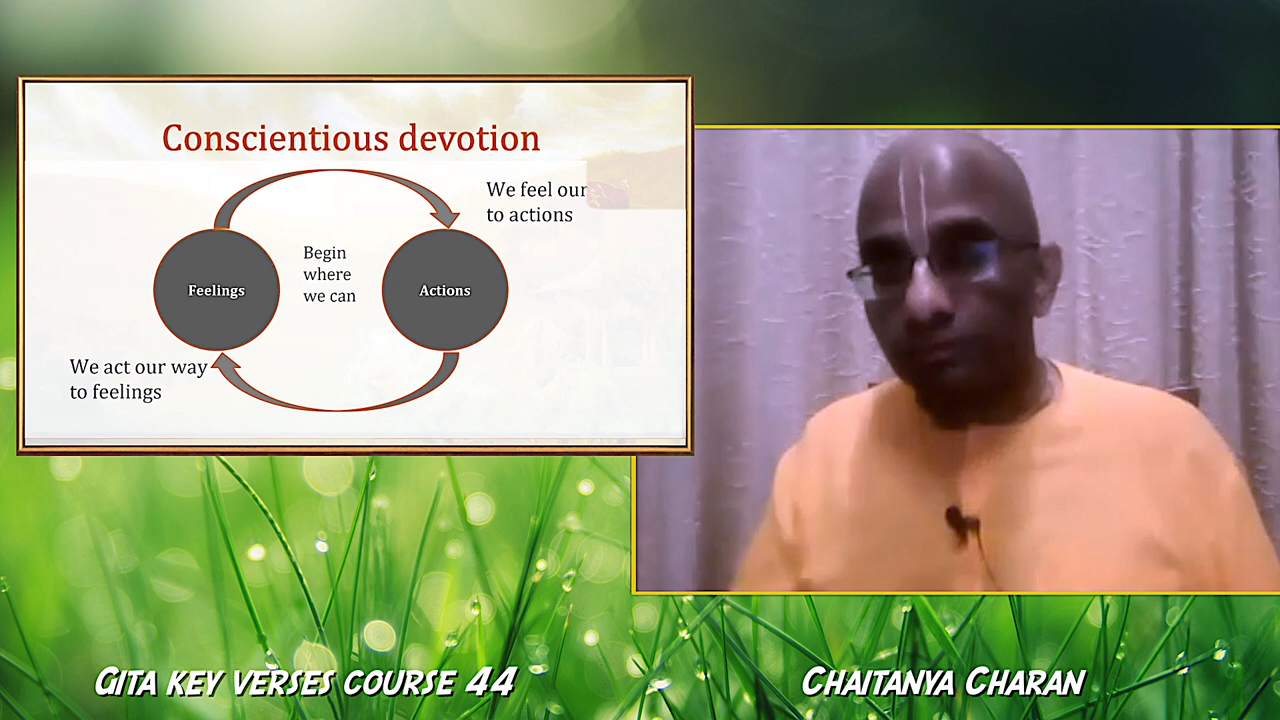 Conscientious devotion
We feel our
to actions
Begin
where
we can
Feelings
Actions
We act our way
to feelings
GITA KEY VERSES COURSE 44
CHAITANYA CHARAN